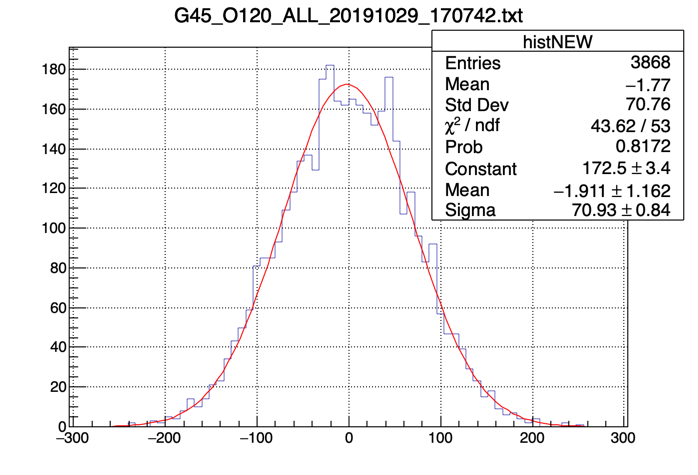 G45_O120_ALL_20191029_170742.txt
histNEW
Entries 3868
Mean −1.77
Std Dev 70.76
χ² / ndf 43.62 / 53
Prob 0.8172
Constant 172.5 ± 3.4
Mean −1.911 ± 1.162
Sigma 70.93 ± 0.84
180
160
140
120
100
80
60
40
20
0
−300 −200 −100 0 100 200 300